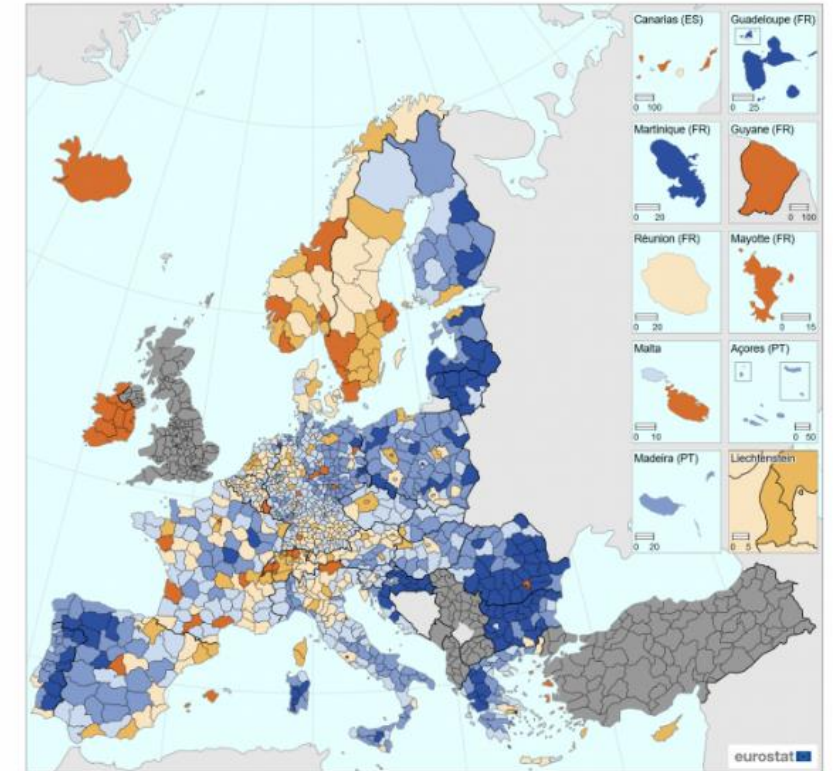 Canarias (ES)
0 100
Guadeloupe (FR)
0 25
Martinique (FR)
0 20
Guyane (FR)
0 100
Réunion (FR)
0 20
Mayotte (FR)
0 15
Malta
0 10
Açores (PT)
0 50
Madeira (PT)
0 20
Liechtenstein
0 5
eurostat